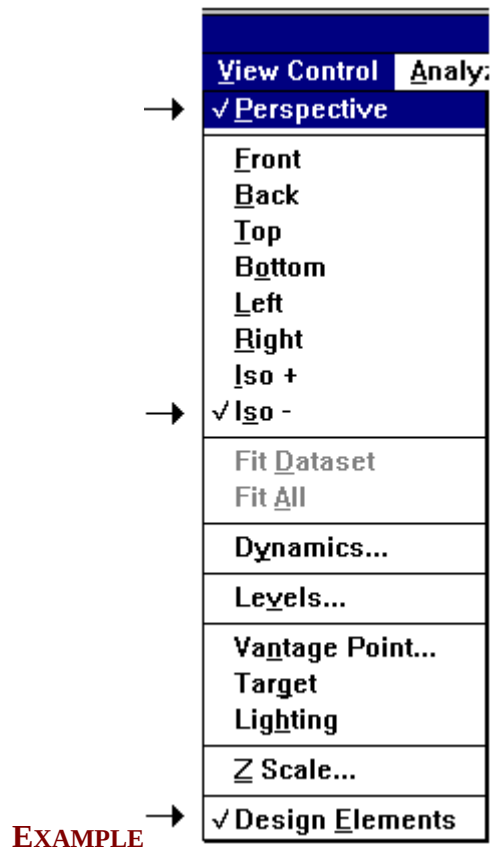 View Control Analy
✓ Perspective
Front
Back
Top
Bottom
Left
Right
Iso +
✓ Iso -
Fit Dataset
Fit All
Dynamics...
Levels...
Vantage Point...
Target
Lighting
Z Scale...
✓ Design Elements
EXAMPLE